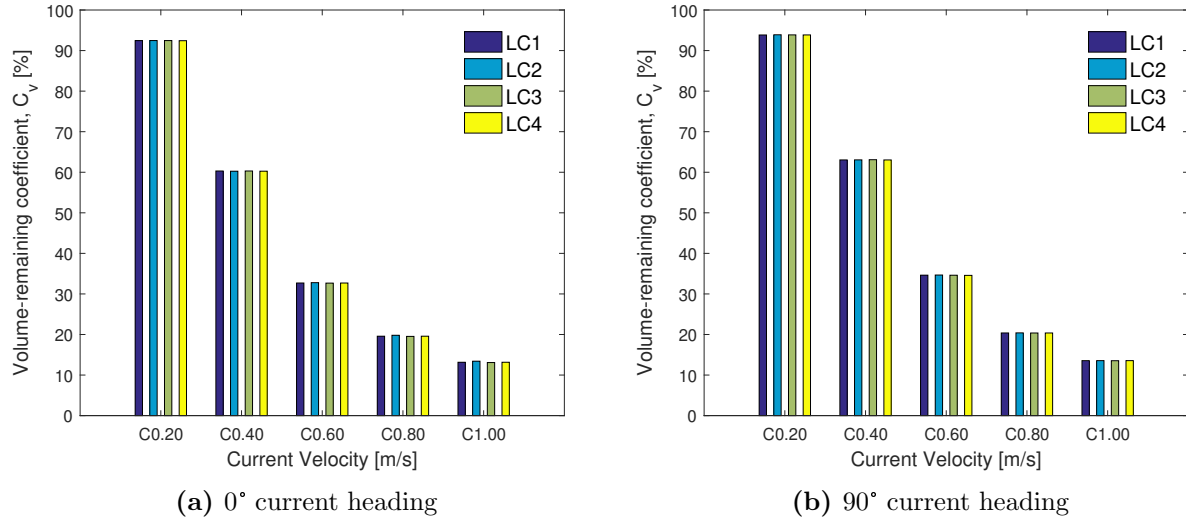 Volume-remaining coefficient, C_v [%]
100
90
80
70
60
50
40
30
20
10
0
LC1
LC2
LC3
LC4
C0.20 C0.40 C0.60 C0.80 C1.00
Current Velocity [m/s]
(a) 0° current heading
Volume-remaining coefficient, C_v [%]
100
90
80
70
60
50
40
30
20
10
0
LC1
LC2
LC3
LC4
C0.20 C0.40 C0.60 C0.80 C1.00
Current Velocity [m/s]
(b) 90° current heading